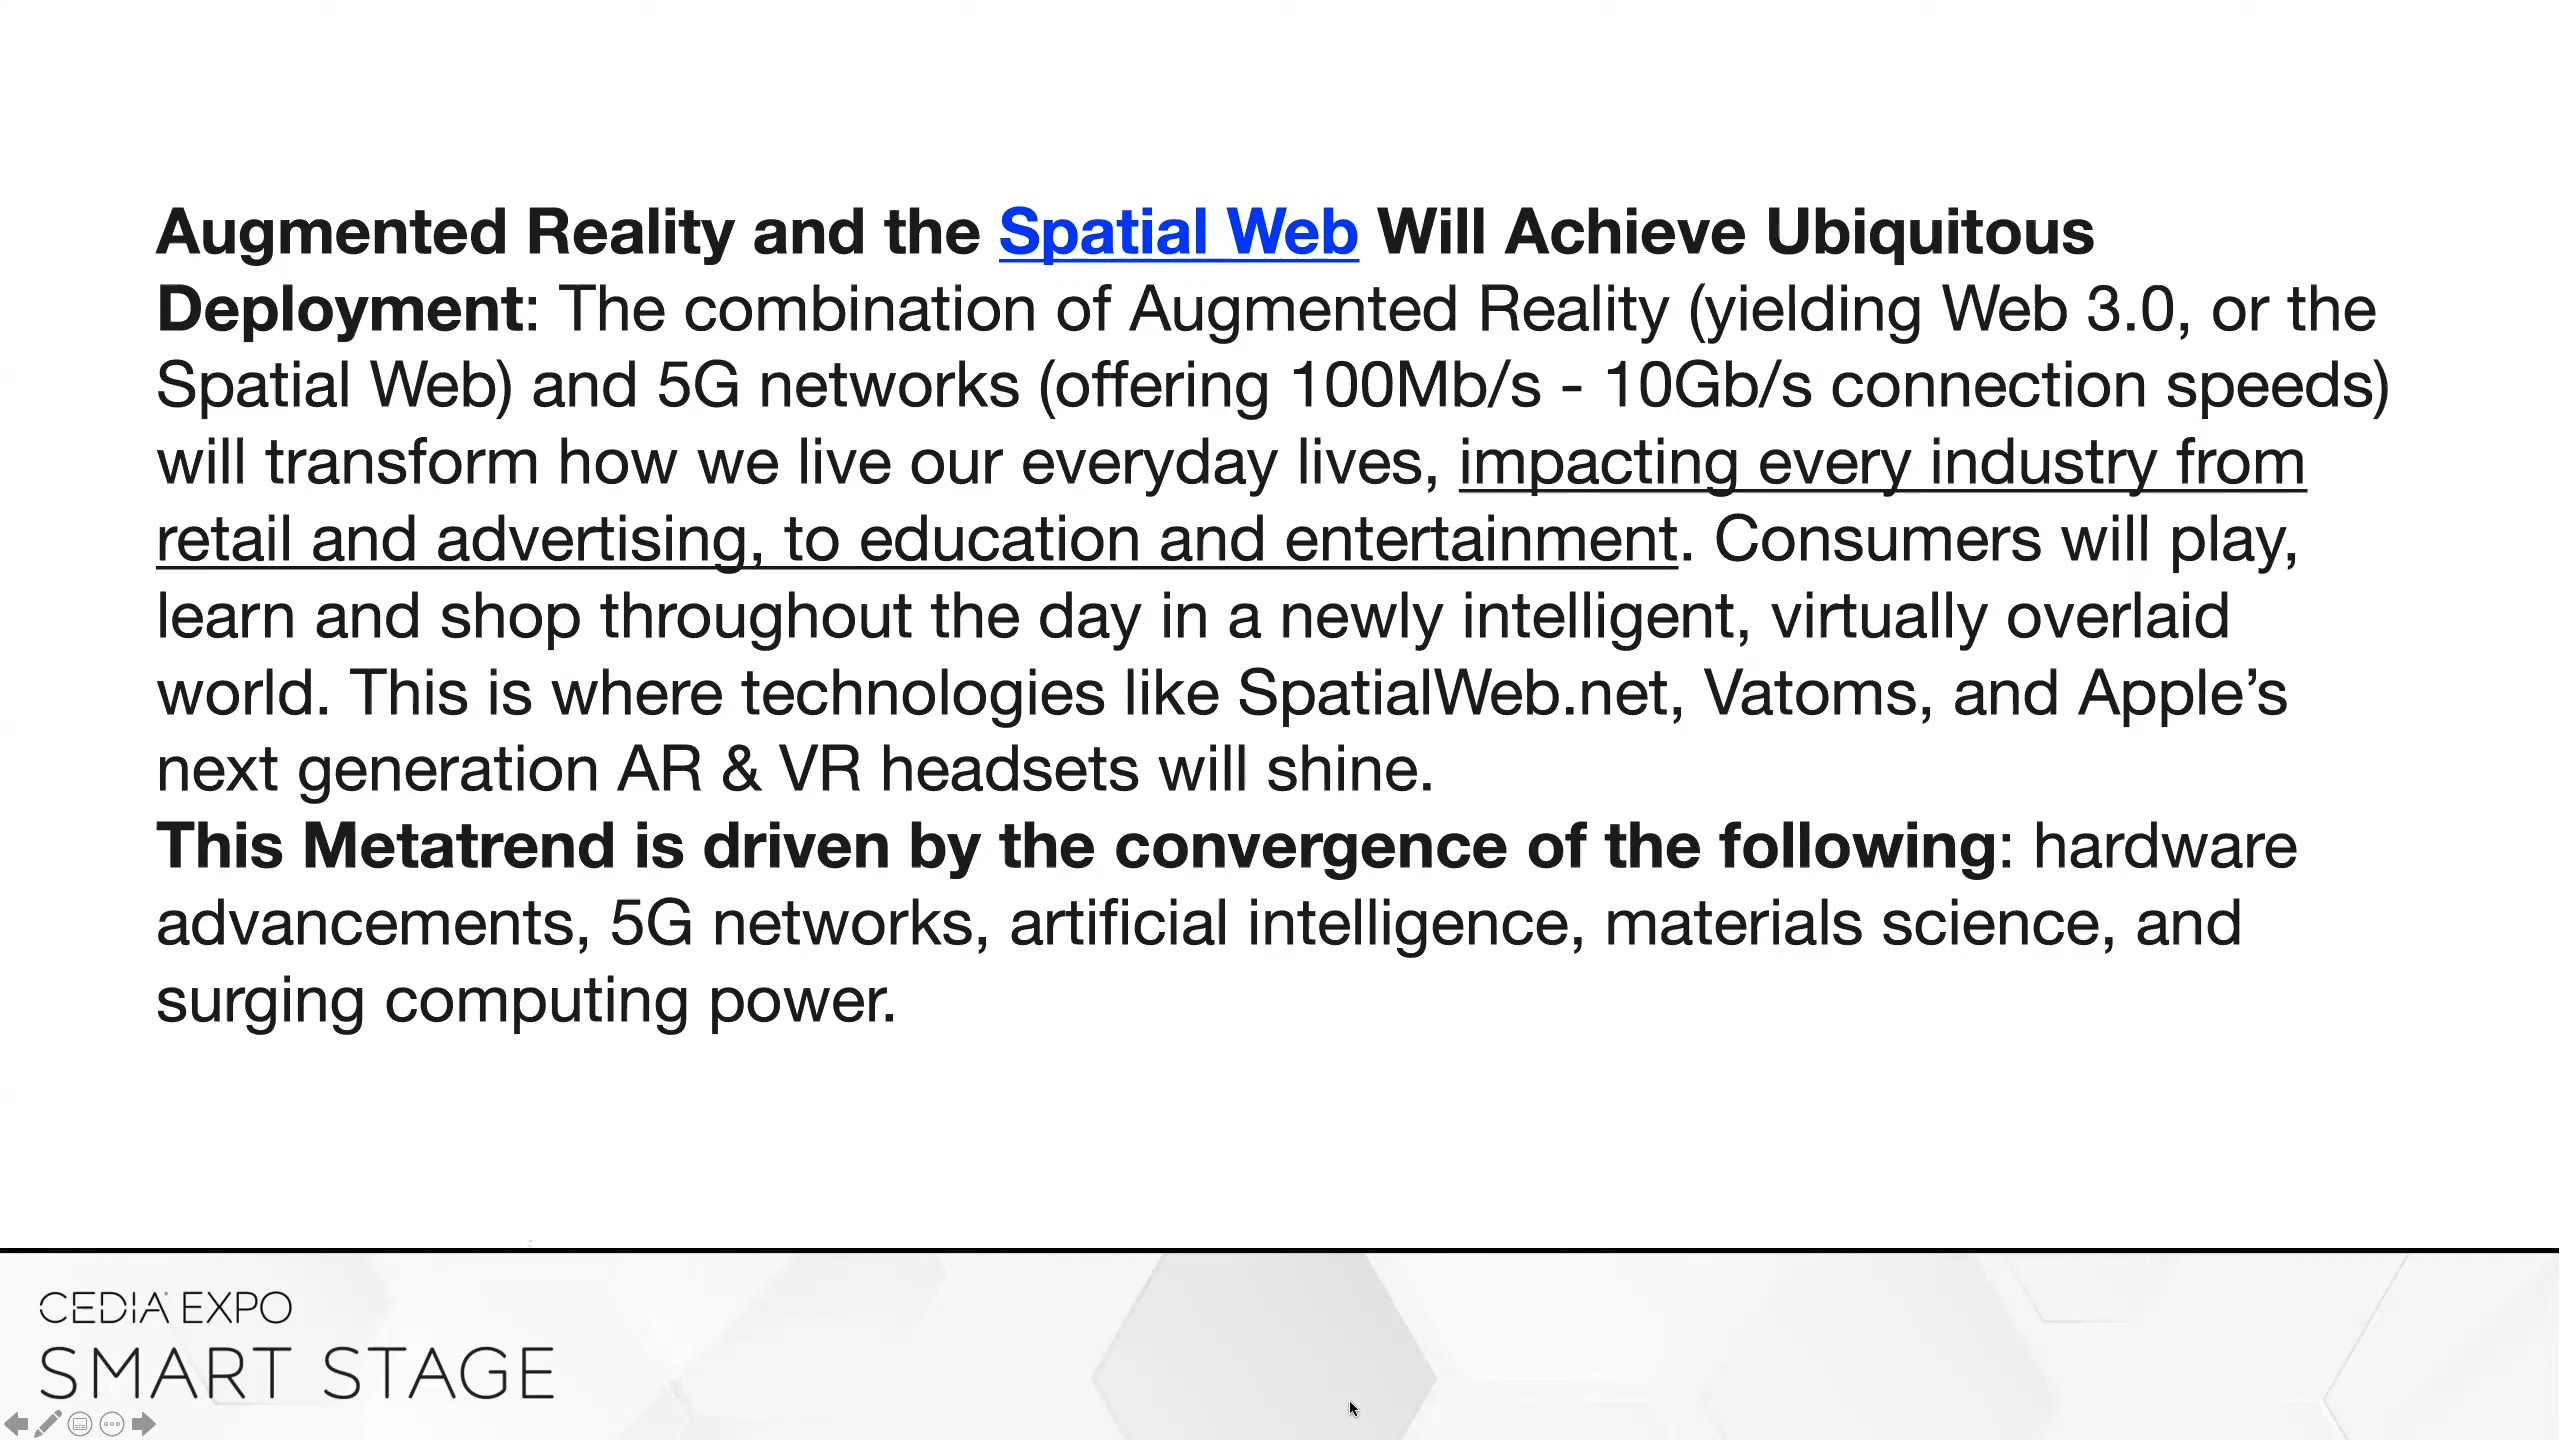 Augmented Reality and the Spatial Web Will Achieve Ubiquitous
Deployment: The combination of Augmented Reality (yielding Web 3.0, or the
Spatial Web) and 5G networks (offering 100Mb/s - 10Gb/s connection speeds)
will transform how we live our everyday lives, impacting every industry from
retail and advertising, to education and entertainment. Consumers will play,
learn and shop throughout the day in a newly intelligent, virtually overlaid
world. This is where technologies like SpatialWeb.net, Vatoms, and Apple’s
next generation AR & VR headsets will shine.
This Metatrend is driven by the convergence of the following: hardware
advancements, 5G networks, artificial intelligence, materials science, and
surging computing power.
CEDIA EXPO
SMART STAGE